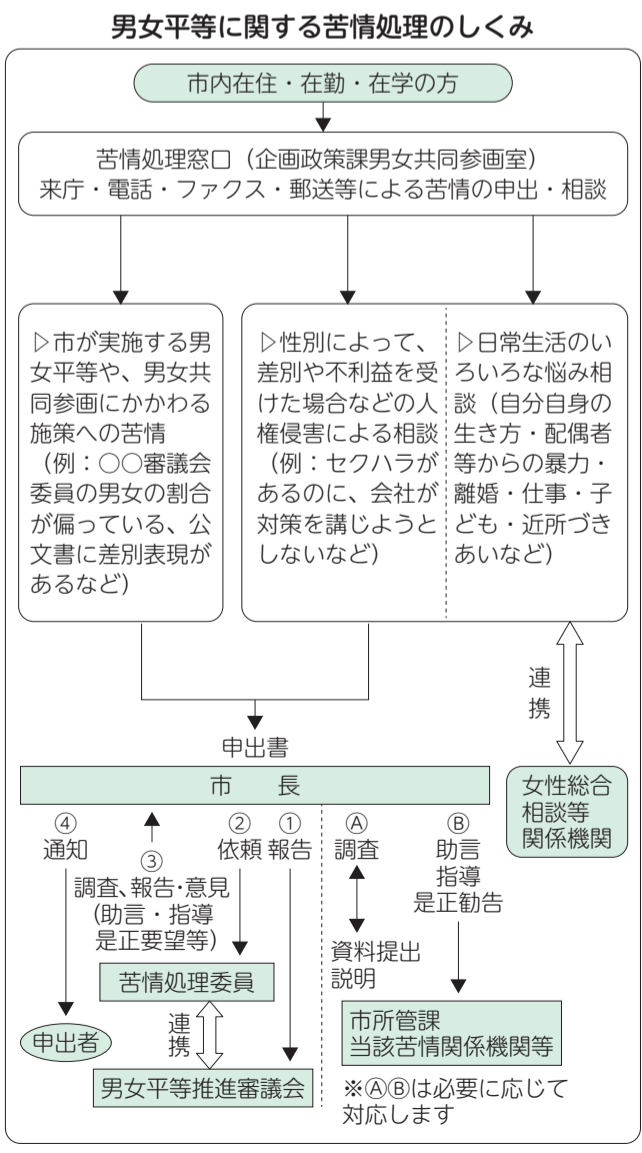 男女平等に関する苦情処理のしくみ
市内在住・在勤・在学の方
苦情処理窓口（企画政策課男女共同参画室）
来庁・電話・ファクス・郵送等による苦情の申出・相談
▷市が実施する男
女平等や、男女共
同参画にかかわる
施策への苦情
（例：○○審議会
委員の男女の割合
が偏っている、公
文書に差別表現が
あるなど）
▷性別によって、
差別や不利益を受
けた場合などの人
権侵害による相談
（例：セクハラが
あるのに、会社が
対策を講じようと
しないなど）
▷日常生活のい
ろいろな悩み相
談（自分自身の
生き方・配偶者
等からの暴力・
離婚・仕事・子
ども・近所づき
あいなど）
連携
申出書
市　長
女性総合
相談等
関係機関
④
通知
③
調査、報告・意見
（助言・指導
是正要望等）
②
依頼
①
報告
Ⓐ
調査
資料提出
説明
Ⓑ
助言
指導
是正勧告
苦情処理委員
連携
申出者
男女平等推進審議会
市所管課
当該苦情関係機関等
※ⒶⒷは必要に応じて
対応します